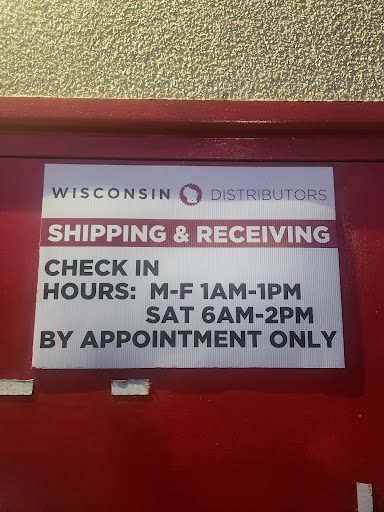 WISCONSIN DISTRIBUTORS
SHIPPING & RECEIVING
CHECK IN
HOURS: M-F 1AM-1PM
SAT 6AM-2PM
BY APPOINTMENT ONLY